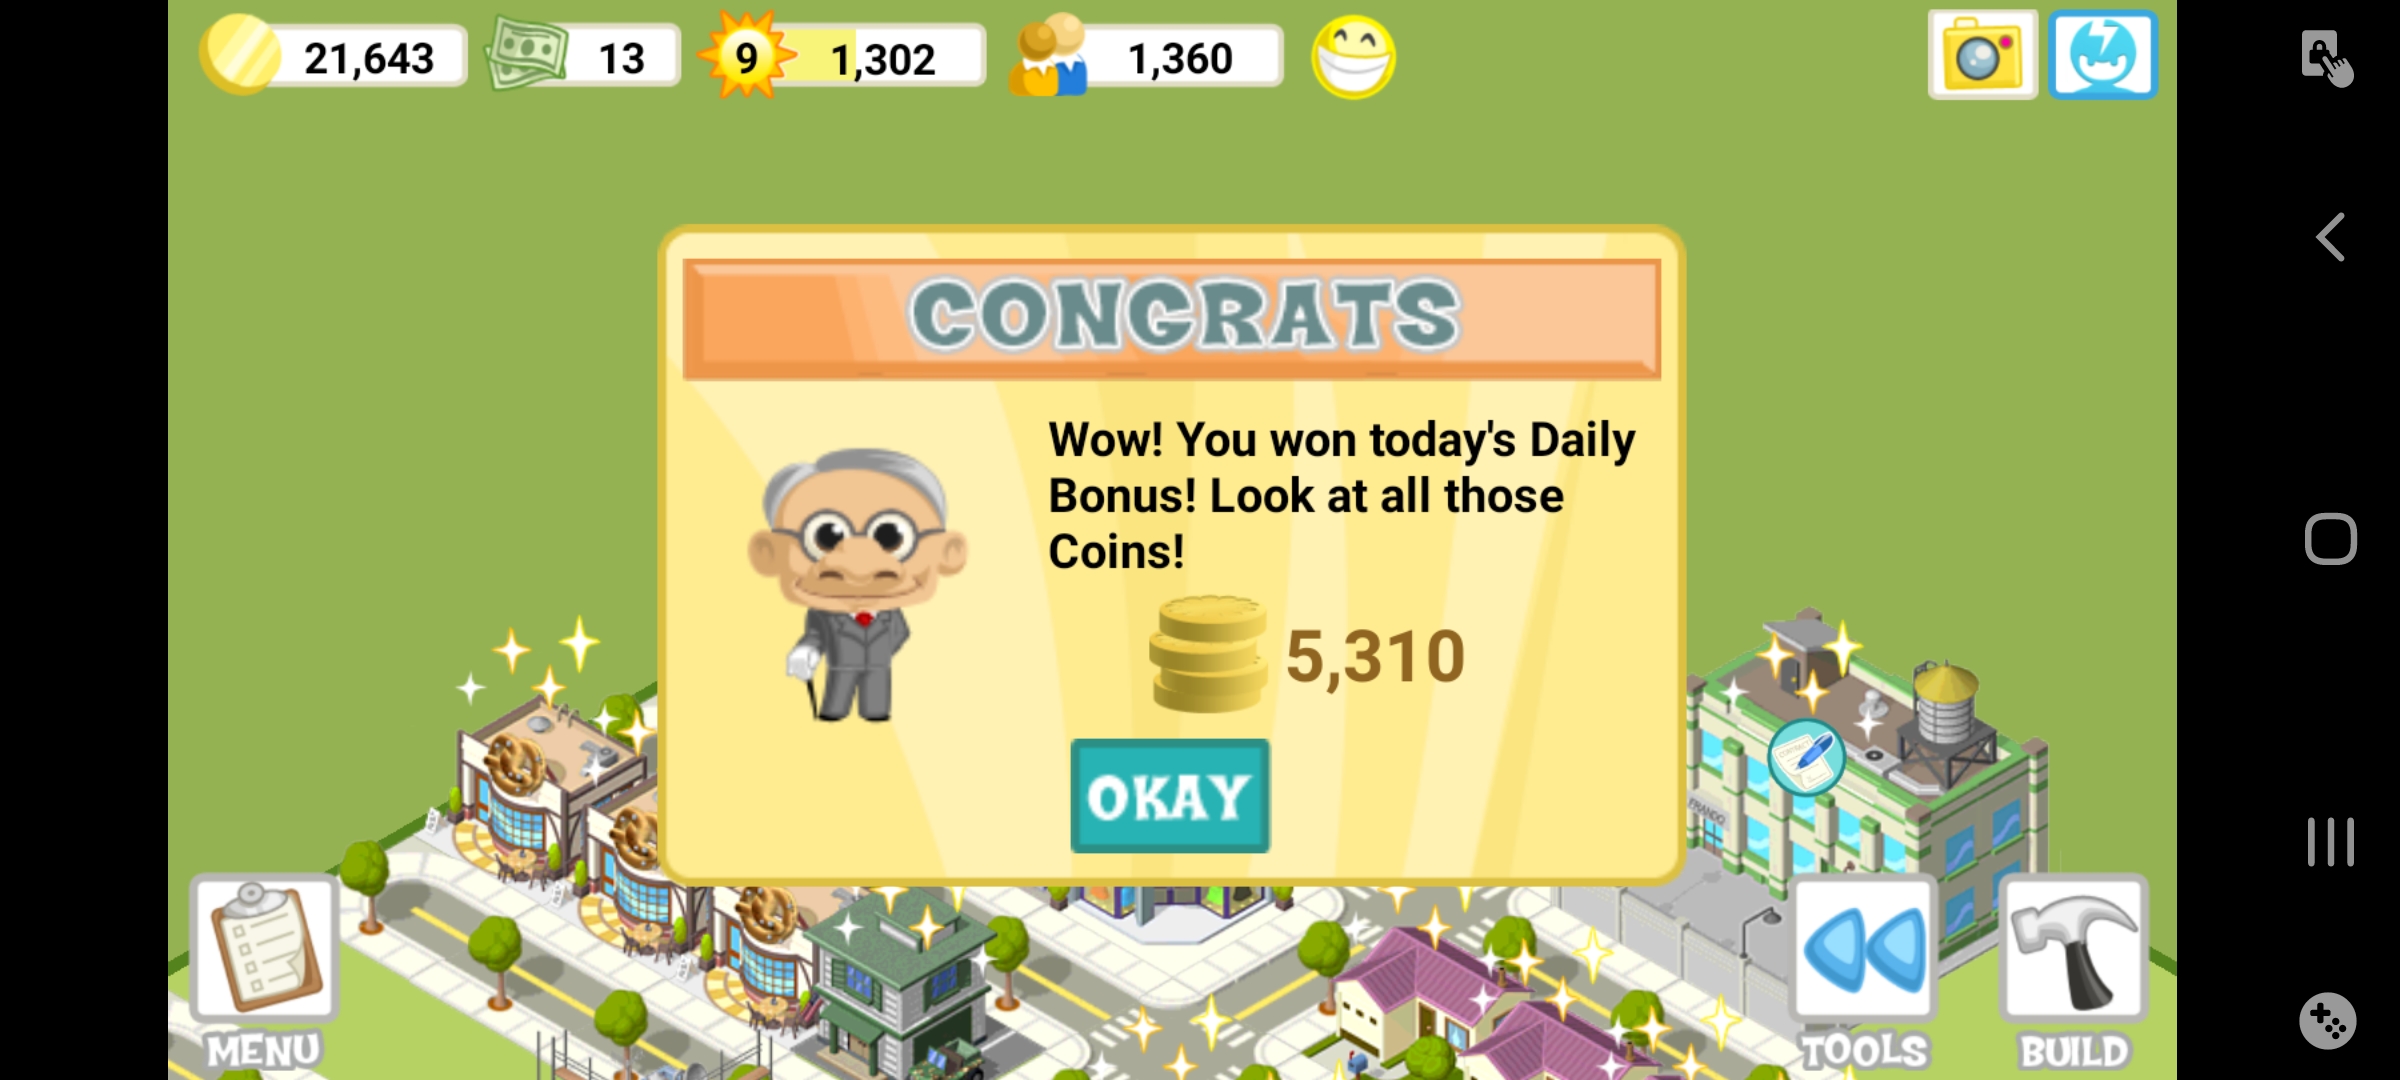 21,643
13
9
1,302
1,360
CONGRATS
Wow! You won today's Daily
Bonus! Look at all those
Coins!
5,310
OKAY
CONTRACT
MENU
TOOLS
BUILD